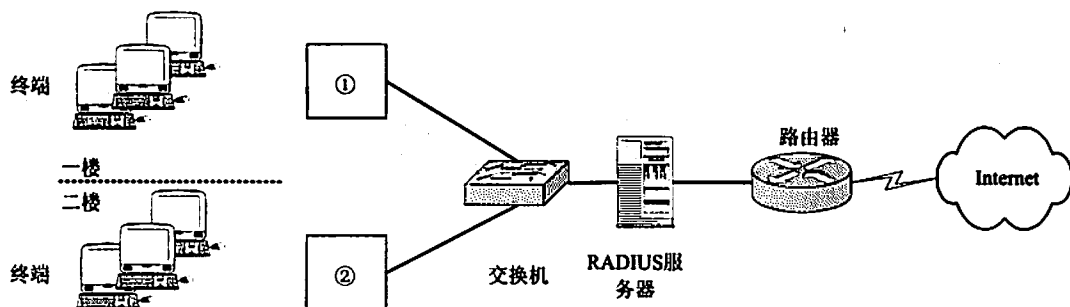 终端
①
一楼
二楼
终端
②
交换机
RADIUS服
务器
路由器
Internet